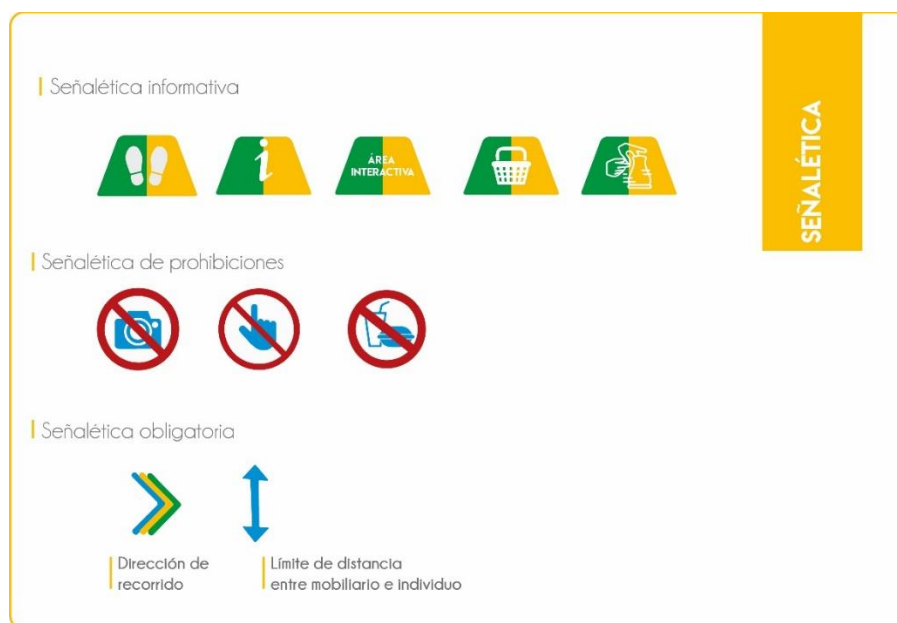 SEÑALÉTICA
Señalética informativa
i
ÁREA
INTERACTIVA
Señalética de prohibiciones
Señalética obligatoria
Dirección de
recorrido
Límite de distancia
entre mobiliario e individuo